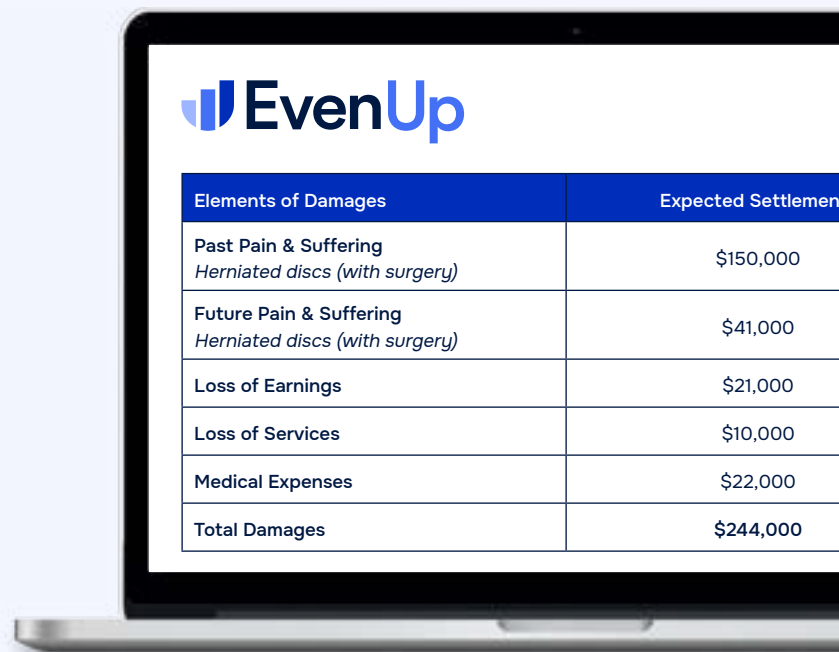 EvenUp
Elements of Damages Expected Settlemen
Past Pain & Suffering
Herniated discs (with surgery) $150,000
Future Pain & Suffering
Herniated discs (with surgery) $41,000
Loss of Earnings $21,000
Loss of Services $10,000
Medical Expenses $22,000
Total Damages $244,000